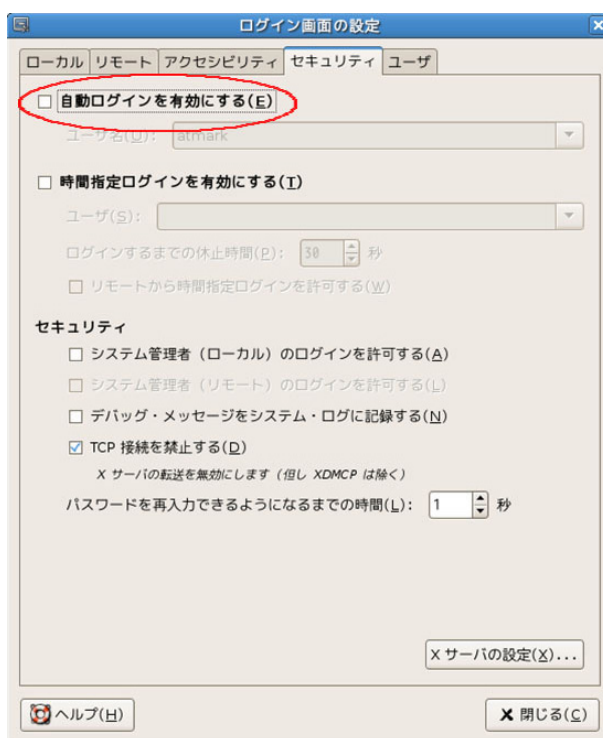 ログイン画面の設定
ローカル リモート アクセシビリティ セキュリティ ユーザ
自動ログインを有効にする(E)
ユーザ名(U): atmark
時間指定ログインを有効にする(T)
ユーザ(S):
ログインするまでの休止時間(P): 30 秒
リモートから時間指定ログインを許可する(W)
セキュリティ
システム管理者 (ローカル) のログインを許可する(A)
システム管理者 (リモート) のログインを許可する(L)
デバッグ・メッセージをシステム・ログに記録する(N)
TCP 接続を禁止する(D)
X サーバの転送を無効にします (但し XDMCP は除く)
パスワードを再入力できるようになるまでの時間(L): 1 秒
X サーバの設定(X)...
ヘルプ(H) 閉じる(C)